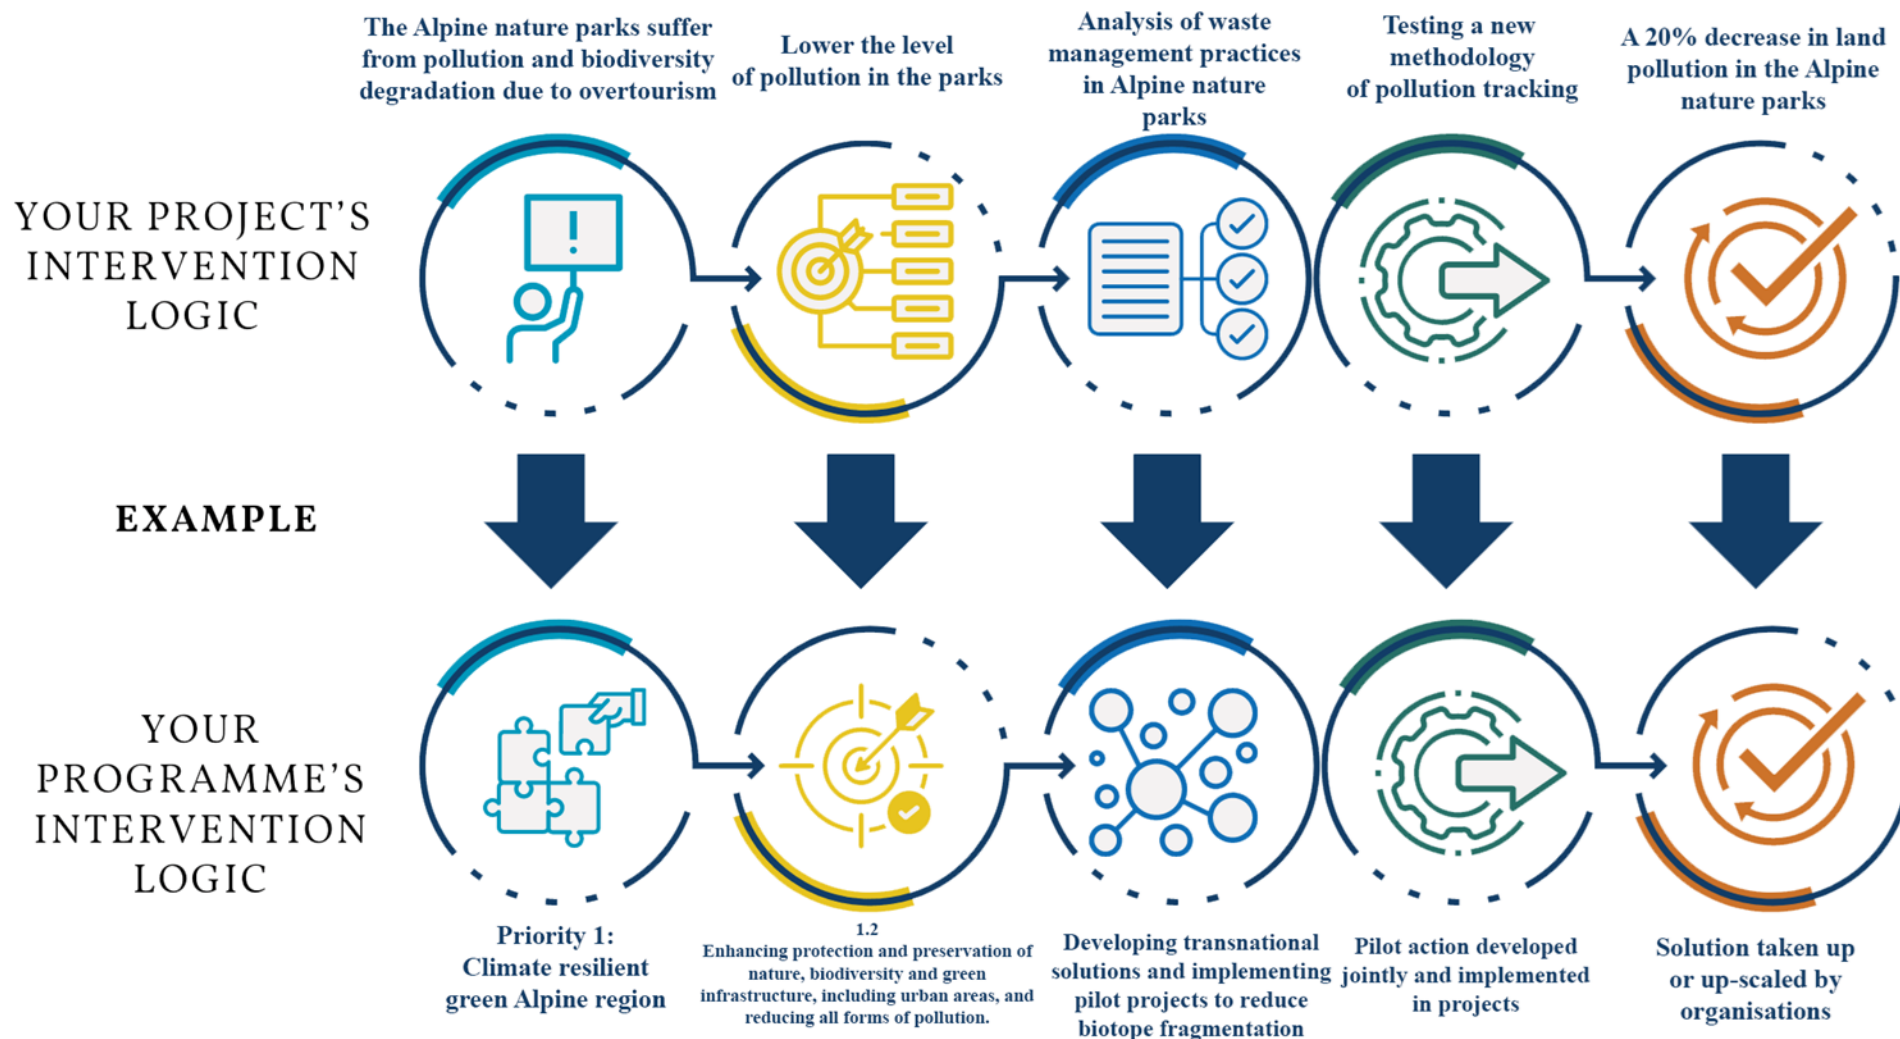 The Alpine nature parks suffer
from pollution and biodiversity
degradation due to overtourism
Lower the level
of pollution in the parks
Analysis of waste
management practices
in Alpine nature
parks
Testing a new
methodology
of pollution tracking
A 20% decrease in land
pollution in the Alpine
nature parks
YOUR PROJECT'S
INTERVENTION
LOGIC
!
EXAMPLE
YOUR
PROGRAMME'S
INTERVENTION
LOGIC
Priority 1:
Climate resilient
green Alpine region
1.2
Enhancing protection and preservation of
nature, biodiversity and green
infrastructure, including urban areas, and
reducing all forms of pollution.
Developing transnational
solutions and implementing
pilot projects to reduce
biotope fragmentation
Pilot action developed
jointly and implemented
in projects
Solution taken up
or up-scaled by
organisations